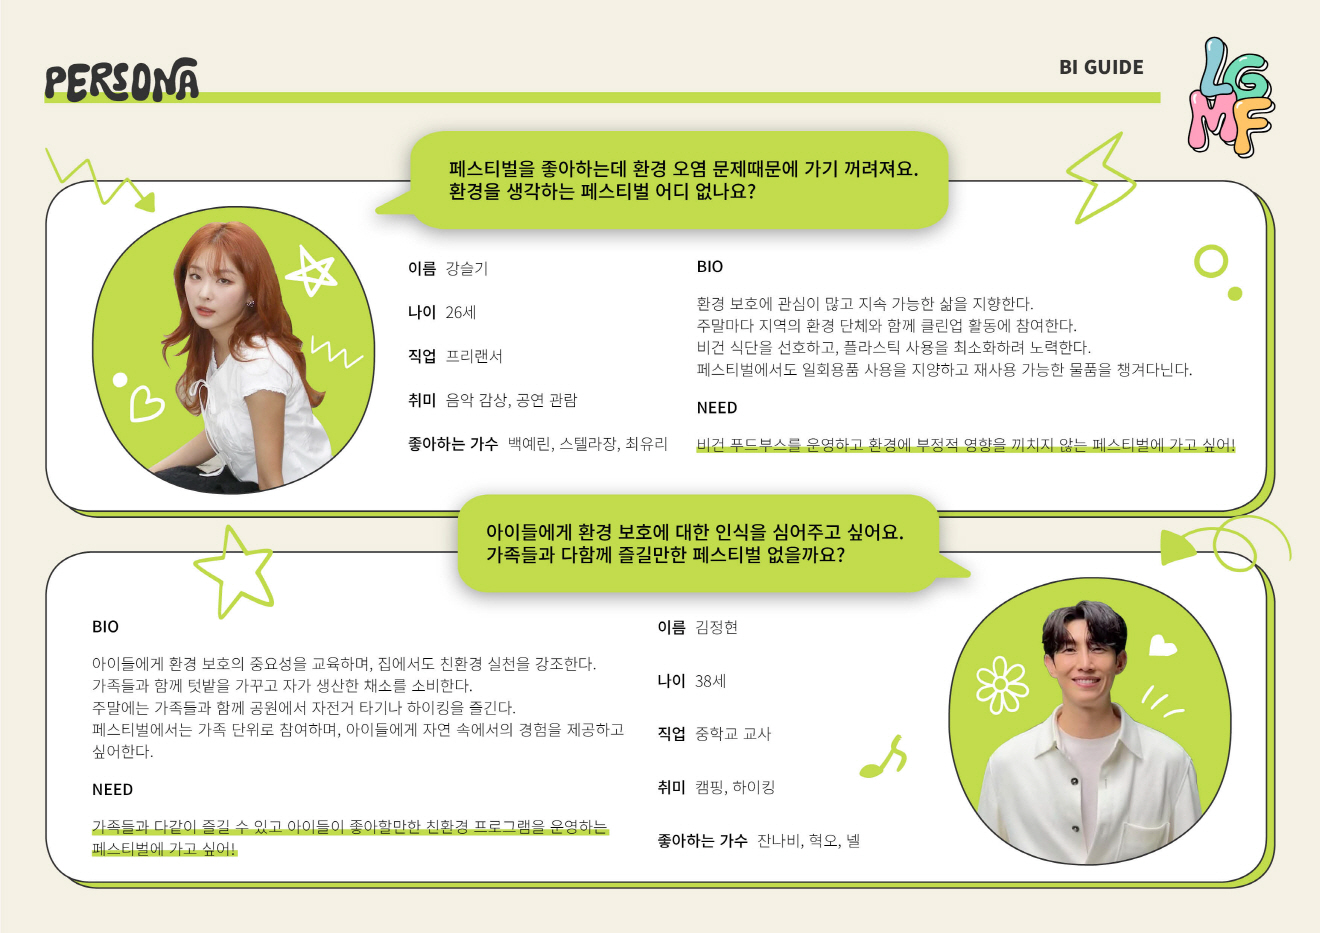 PERSONA
BI GUIDE
LG
MF
페스티벌을 좋아하는데 환경 오염 문제때문에 가기 꺼려져요.
환경을 생각하는 페스티벌 어디 없나요?
이름 강슬기
나이 26세
직업 프리랜서
취미 음악 감상, 공연 관람
좋아하는 가수 백예린, 스텔라장, 최유리
BIO
환경 보호에 관심이 많고 지속 가능한 삶을 지향한다.
주말마다 지역의 환경 단체와 함께 클린업 활동에 참여한다.
비건 식단을 선호하고, 플라스틱 사용을 최소화하려 노력한다.
페스티벌에서도 일회용품 사용을 지양하고 재사용 가능한 물품을 챙겨다닌다.
NEED
비건 푸드부스를 운영하고 환경에 부정적 영향을 끼치지 않는 페스티벌에 가고 싶어!
아이들에게 환경 보호에 대한 인식을 심어주고 싶어요.
가족들과 다함께 즐길만한 페스티벌 없을까요?
BIO
아이들에게 환경 보호의 중요성을 교육하며, 집에서도 친환경 실천을 강조한다.
가족들과 함께 텃밭을 가꾸고 자가 생산한 채소를 소비한다.
주말에는 가족들과 함께 공원에서 자전거 타기나 하이킹을 즐긴다.
페스티벌에서는 가족 단위로 참여하며, 아이들에게 자연 속에서의 경험을 제공하고
싶어한다.
NEED
가족들과 다같이 즐길 수 있고 아이들이 좋아할만한 친환경 프로그램을 운영하는
페스티벌에 가고 싶어!
이름 김정현
나이 38세
직업 중학교 교사
취미 캠핑, 하이킹
좋아하는 가수 잔나비, 혁오, 넬